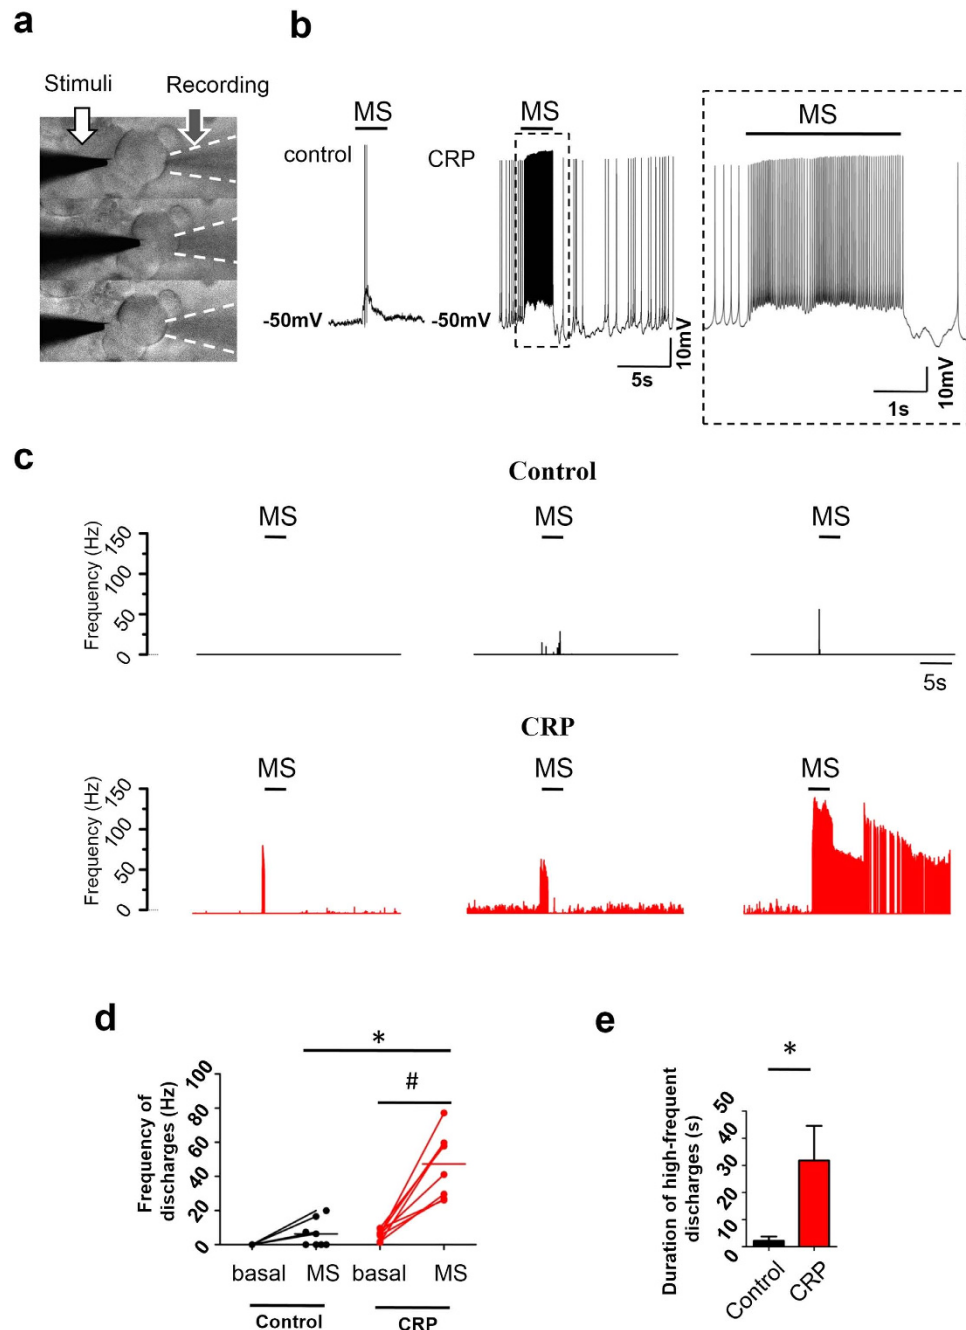 a
Stimuli Recording
b
MS
control
-50mV
MS
CRP
-50mV
5s
10mV
MS
1s
10mV
c
Control
MS MS MS
Frequency (Hz)
150
100
50
0
5s
CRP
MS MS MS
Frequency (Hz)
150
100
50
0
d
*
#
Frequency of
discharges (Hz)
100
80
60
40
20
0
basal MS basal MS
Control CRP
e
*
Duration of high-frequent
discharges (s)
50
40
30
20
10
0
Control CRP